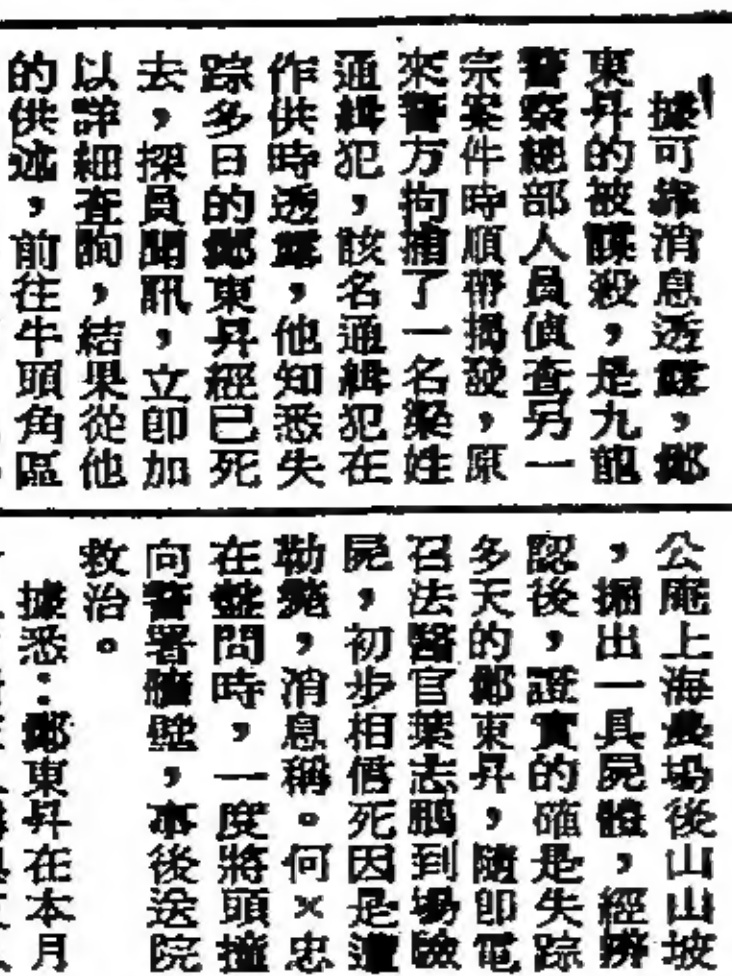 據可靠消息透露,鄭
東昇的被謀殺,是九龍
警察總部人員偵查另一
宗案件時順帶揭發,原
來警方拘捕了一名梁姓
通緝犯,該名通緝犯在
作供時透露,他知悉失
踪多日的鄭東昇經已死
去,探員聞訊,立即加
以詳細查詢,結果從他
的供述,前往牛頭角區
公庵上海農場後山山坡
,掘出一具屍體,經辨
認後,證實的確是失踪
多天的鄭東昇,隨即電
召法醫官葉志鵬到場驗
屍,初步相信死因是遭
勒斃,消息稱。何×忠
在盤問時,一度將頭撞
向警署牆壁,事後送院
救治。
據悉:鄭東昇在本月